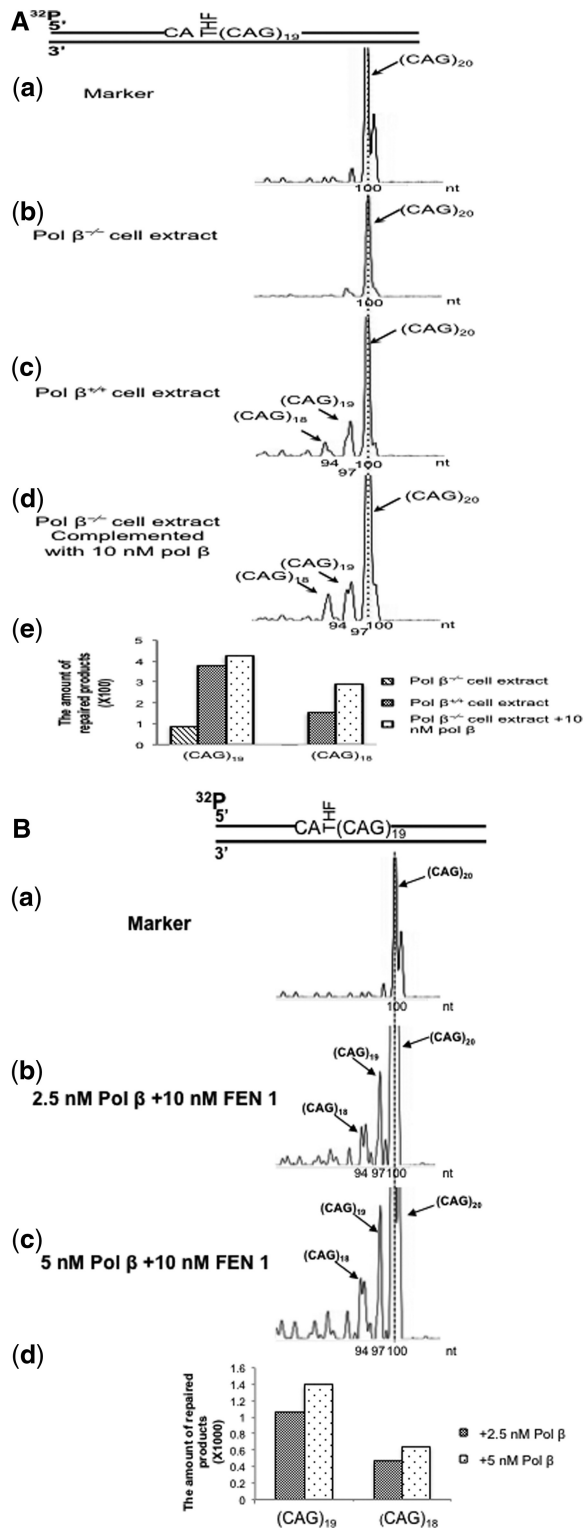 A ³²P
5'
CA THF (CAG)₁₉
3'
(a) Marker
(CAG)₂₀
100 nt
(b) Pol β⁻/⁻ cell extract
(CAG)₂₀
100 nt
(c) Pol β⁺/⁺ cell extract
(CAG)₂₀
(CAG)₁₉
(CAG)₁₈
94 97 100 nt
(d) Pol β⁻/⁻ cell extract
Complemented
with 10 nM pol β
(CAG)₂₀
(CAG)₁₉
(CAG)₁₈
94 97 100 nt
(e)
The amount of
repaired products
(X100)
5
4
3
2
1
0
(CAG)₁₉ (CAG)₁₈
Pol β⁻/⁻ cell extract
Pol β⁺/⁺ cell extract
Pol β⁻/⁻ cell extract +10
nM pol β
B ³²P
5'
CA THF (CAG)₁₉
3'
(a) Marker
(CAG)₂₀
100 nt
(b) 2.5 nM Pol β +10 nM FEN 1
(CAG)₂₀
(CAG)₁₉
(CAG)₁₈
94 97 100 nt
(c) 5 nM Pol β +10 nM FEN 1
(CAG)₂₀
(CAG)₁₉
(CAG)₁₈
94 97 100 nt
(d)
The amount of repaired
products
(X1000)
1.6
1.4
1.2
1
0.8
0.6
0.4
0.2
0
(CAG)₁₉ (CAG)₁₈
+2.5 nM Pol β
+5 nM Pol β